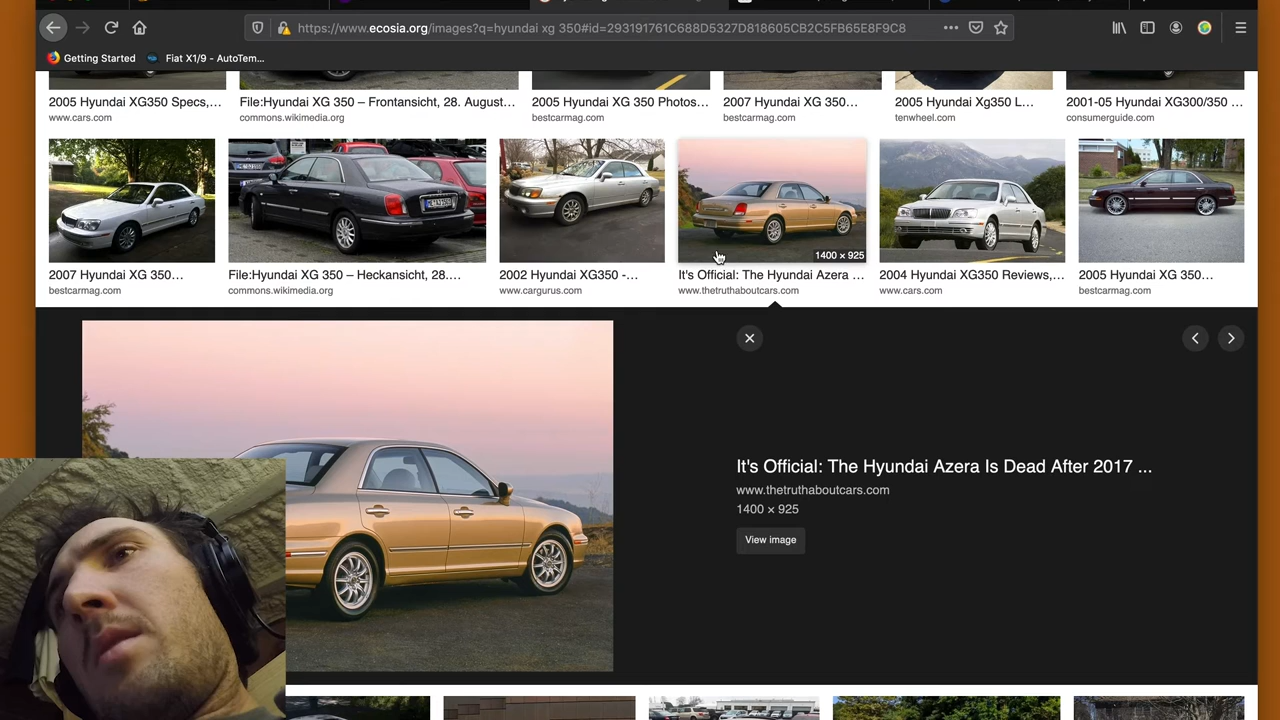 https://www.ecosia.org/images?q=hyundai xg 350#id=293191761C688D5327D818605CB2C5FB65E8F9C8
Getting Started
Fiat X1/9 - AutoTem...
2005 Hyundai XG350 Specs,...
www.cars.com
File:Hyundai XG 350 – Frontansicht, 28. August...
commons.wikimedia.org
2005 Hyundai XG 350 Photos...
bestcarmag.com
2007 Hyundai XG 350...
bestcarmag.com
2005 Hyundai Xg350 L...
tenwheel.com
2001-05 Hyundai XG300/350 ...
consumerguide.com
1400 × 925
2007 Hyundai XG 350...
bestcarmag.com
File:Hyundai XG 350 – Heckansicht, 28....
commons.wikimedia.org
2002 Hyundai XG350 -...
www.cargurus.com
It's Official: The Hyundai Azera ...
www.thetruthaboutcars.com
2004 Hyundai XG350 Reviews,...
www.cars.com
2005 Hyundai XG 350...
bestcarmag.com
It's Official: The Hyundai Azera Is Dead After 2017 ...
www.thetruthaboutcars.com
1400 × 925
View image